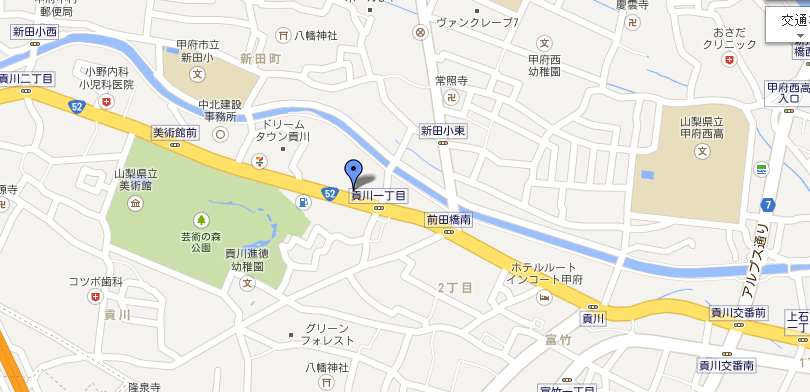 郵便局
新田小西
甲府市立
新田小
八幡神社
新田町
ヴァンクレープ7
慶雲寺
おさだ
クリニック
交通
小野内科
小児科医院
貢川二丁目
52
中北建設
事務所
美術館前
ドリーム
タウン貢川
常照寺
甲府西
幼稚園
新田小東
甲府西高
入口
山梨県立
甲府西高
山梨県立
美術館
52
貢川一丁目
前田橋南
7
アルプス通り
芸術の森
公園
貢川進徳
幼稚園
コツボ歯科
貢川
2丁目
ホテルルート
インコート甲府
貢川
貢川交番前
上石
一丁
グリーン
フォレスト
富竹
貢川交番南
八幡神社
隆泉寺
富竹一丁目